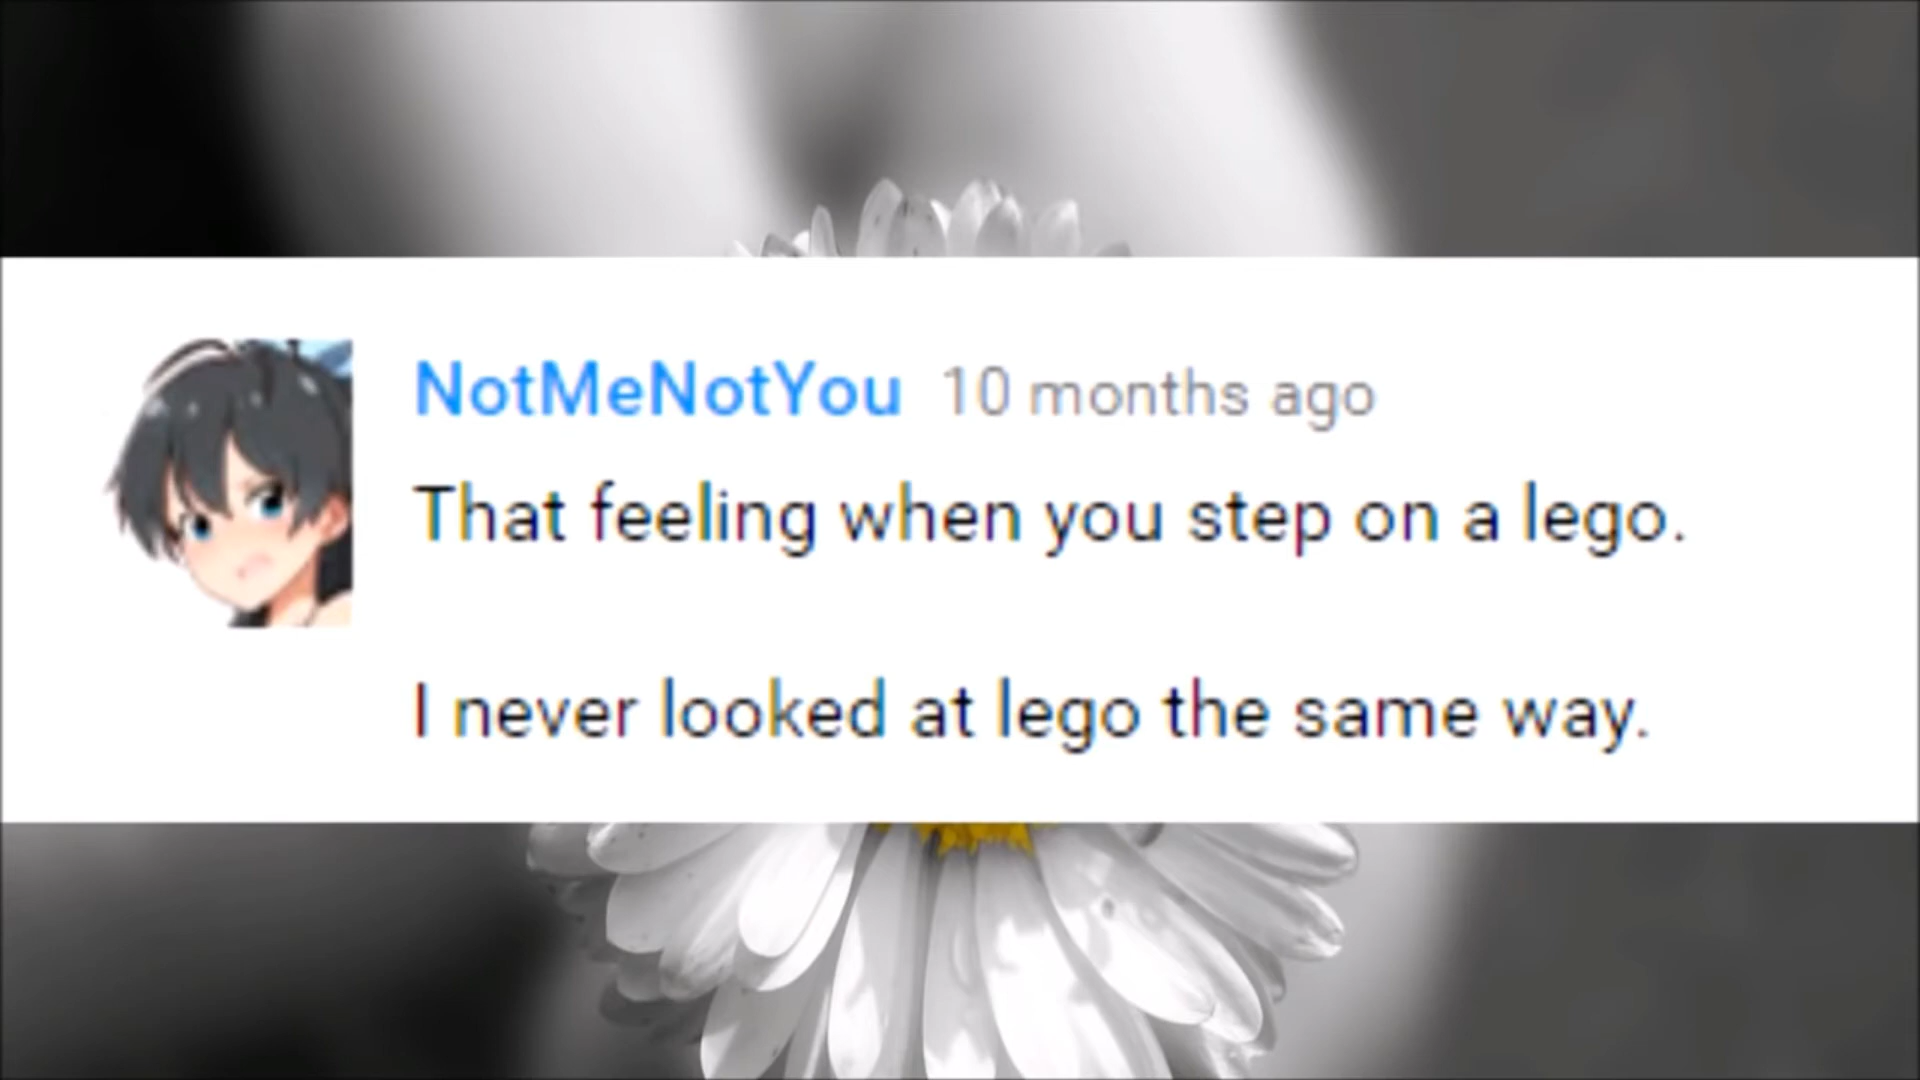 NotMeNotYou 10 months ago
That feeling when you step on a lego.
I never looked at lego the same way.